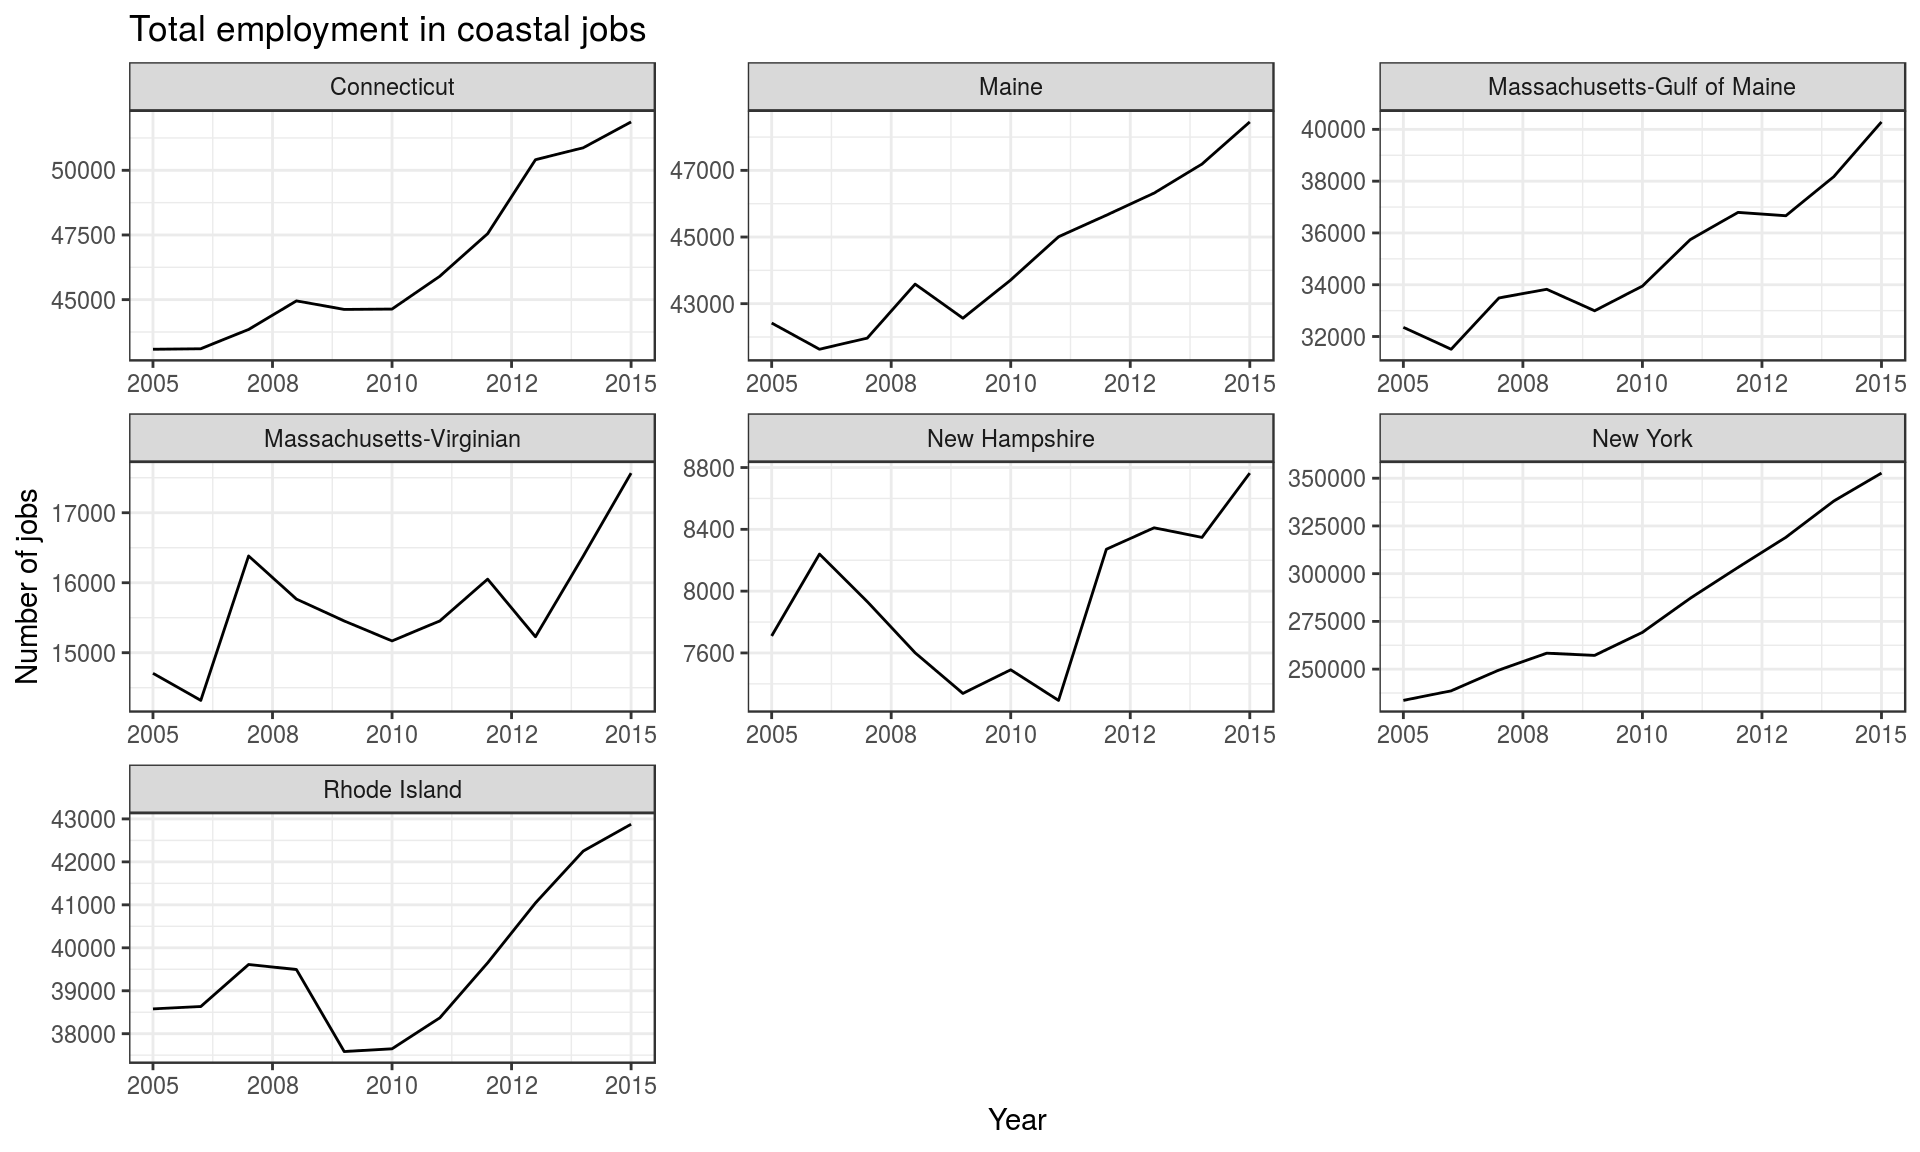 Total employment in coastal jobs
Connecticut
Maine
Massachusetts-Gulf of Maine
50000
47500
45000
2005 2008 2010 2012 2015
47000
45000
43000
2005 2008 2010 2012 2015
40000
38000
36000
34000
32000
2005 2008 2010 2012 2015
Massachusetts-Virginian
New Hampshire
New York
17000
16000
15000
2005 2008 2010 2012 2015
8800
8400
8000
7600
2005 2008 2010 2012 2015
350000
325000
300000
275000
250000
2005 2008 2010 2012 2015
Rhode Island
43000
42000
41000
40000
39000
38000
2005 2008 2010 2012 2015
Number of jobs
Year